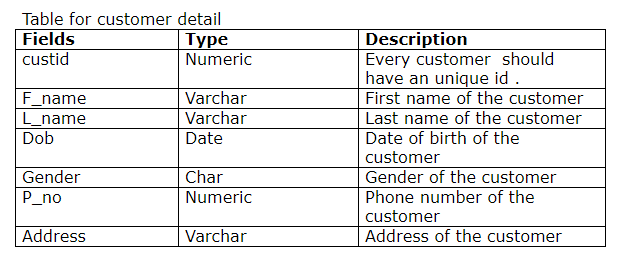 Table for customer detail
Fields Type Description
custid Numeric Every customer should
have an unique id .
F_name Varchar First name of the customer
L_name Varchar Last name of the customer
Dob Date Date of birth of the
customer
Gender Char Gender of the customer
P_no Numeric Phone number of the
customer
Address Varchar Address of the customer